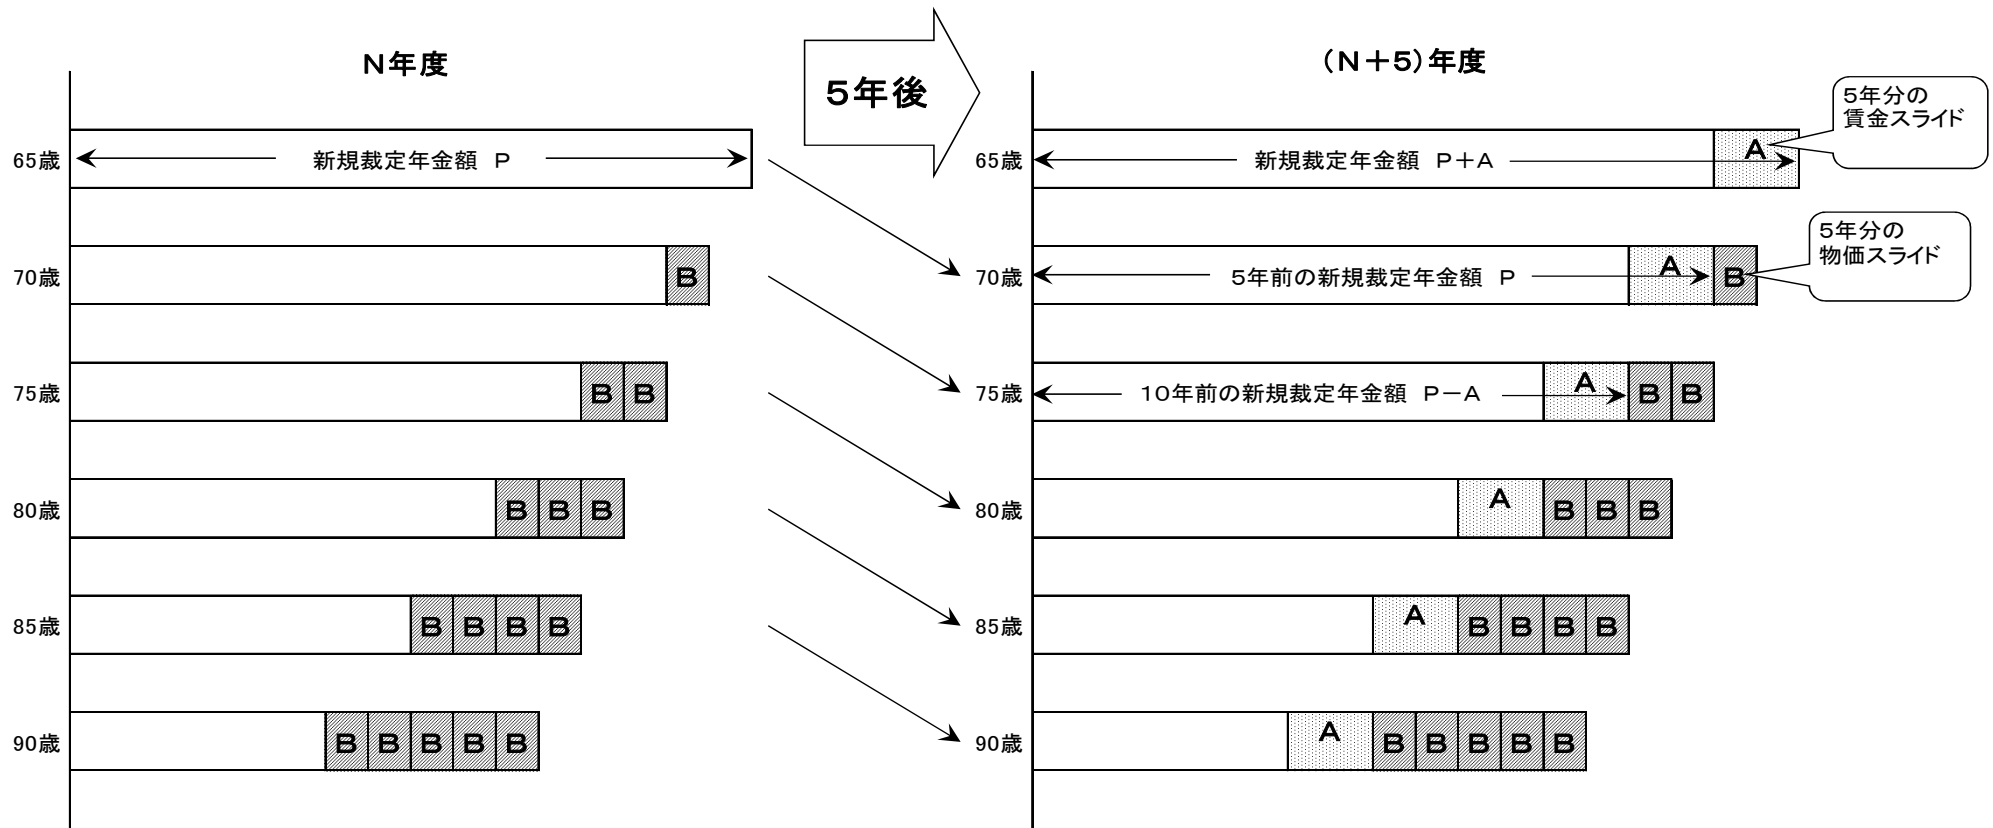 N年度
5年後
(N+5)年度
5年分の
賃金スライド
65歳
新規裁定年金額 P
65歳
新規裁定年金額 P+A
A
5年分の
物価スライド
70歳
B
70歳
5年前の新規裁定年金額 P
A
B
75歳
B B
75歳
10年前の新規裁定年金額 P-A
A
B B
80歳
B B B
80歳
A
B B B
85歳
B B B B
85歳
A
B B B B
90歳
B B B B B
90歳
A
B B B B B